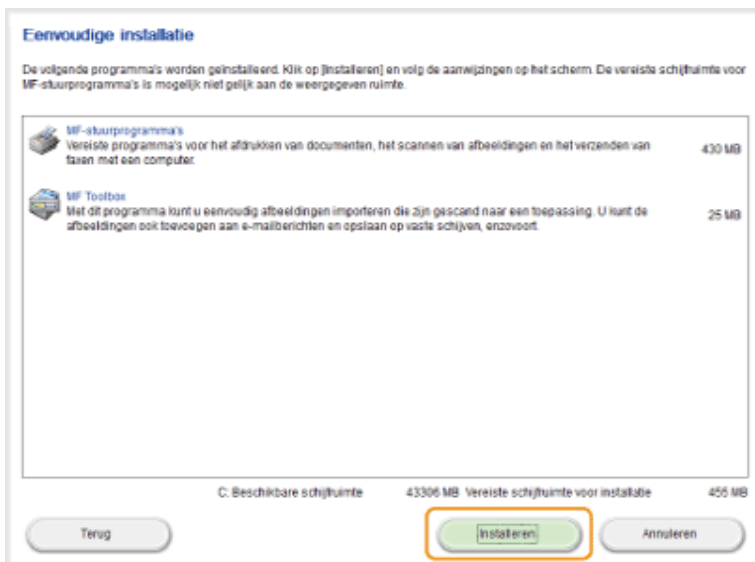 Eenvoudige installatie
De volgende programma's worden geïnstalleerd. Klik op [Installeren] en volg de aanwijzingen op het scherm. De vereiste schijfruimte voor
MF-stuurprogramma's is mogelijk niet gelijk aan de weergegeven ruimte.
MF-stuurprogramma's
Vereiste programma's voor het afdrukken van documenten, het scannen van afbeeldingen en het verzenden van
faxen met een computer.
430 MB
MF Toolbox
Met dit programma kunt u eenvoudig afbeeldingen importeren die zijn gescand naar een toepassing. U kunt de
afbeeldingen ook toevoegen aan e-mailberichten en opslaan op vaste schijven, enzovoort.
25 MB
C: Beschikbare schijfruimte 43306 MB Vereiste schijfruimte voor installatie 455 MB
Terug Installeren Annuleren